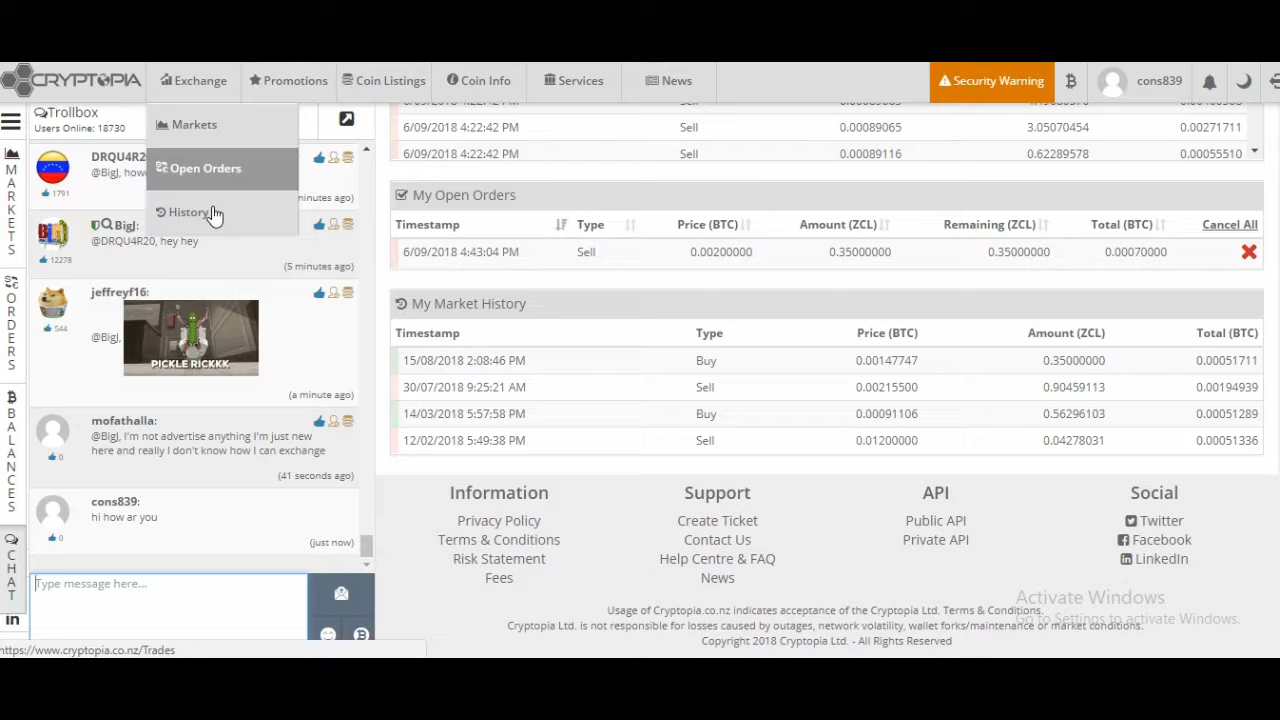 CRYPTOPIA
Exchange
Promotions
Coin Listings
Coin Info
Services
News
Security Warning
cons839
Trollbox
Users Online: 18730
Markets
Open Orders
History
MARKETS
ORDERS
BALANCES
CHAT
@BigJ,
1791
BigJ:
@DRQU4R20, hey hey
12278
(5 minutes ago)
jeffreyf16:
544
@BigJ,
PICKLE RICKKK
(a minute ago)
mofathalla:
@BigJ, I'm not advertise anything I'm just new
here and really I don't know how I can exchange
0
(41 seconds ago)
cons839:
hi how ar you
0
(just now)
Type message here...
https://www.cryptopia.co.nz/Trades
6/09/2018 4:22:42 PM Sell 0.00089065 3.05070454 0.00271711
6/09/2018 4:22:42 PM Sell 0.00089116 0.62289578 0.00055510
My Open Orders
Timestamp Type Price (BTC) Amount (ZCL) Remaining (ZCL) Total (BTC) Cancel All
6/09/2018 4:43:04 PM Sell 0.00200000 0.35000000 0.35000000 0.00070000
My Market History
Timestamp Type Price (BTC) Amount (ZCL) Total (BTC)
15/08/2018 2:08:46 PM Buy 0.00147747 0.35000000 0.00051711
30/07/2018 9:25:21 AM Sell 0.00215500 0.90459113 0.00194939
14/03/2018 5:57:58 PM Buy 0.00091106 0.56296103 0.00051289
12/02/2018 5:49:38 PM Sell 0.01200000 0.04278031 0.00051336
Information
Privacy Policy
Terms & Conditions
Risk Statement
Fees
Support
Create Ticket
Contact Us
Help Centre & FAQ
News
API
Public API
Private API
Social
Twitter
Facebook
LinkedIn
Usage of Cryptopia.co.nz indicates acceptance of the Cryptopia Ltd. Terms & Conditions.
Cryptopia Ltd. is not responsible for losses caused by outages, network volatility, wallet forks/maintenance or market conditions.
Copyright 2018 Cryptopia Ltd. - All Rights Reserved
Activate Windows
Go to Settings to activate Windows.